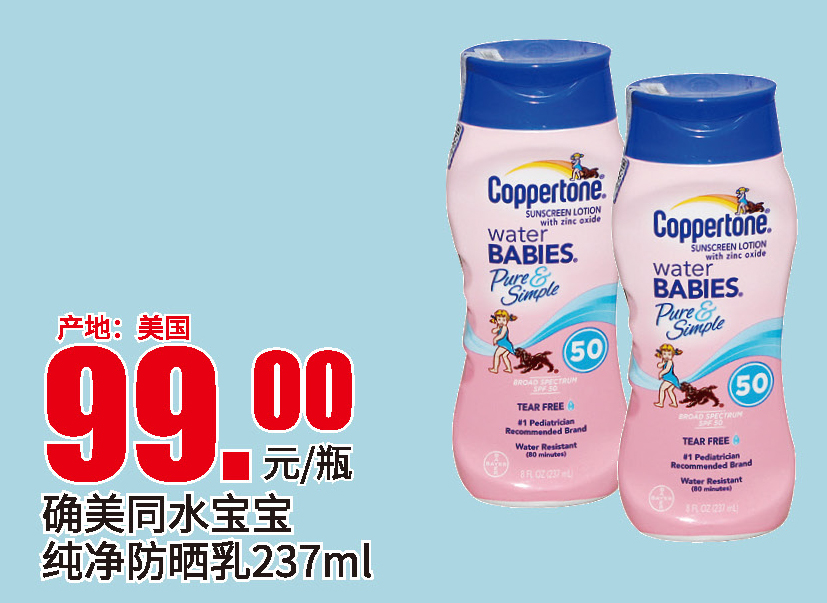 产地：美国
99.00
元/瓶
确美同水宝宝
纯净防晒乳237ml
Coppertone®
SUNSCREEN LOTION
with zinc oxide
water
BABIES®
Pure &
Simple
50
BROAD SPECTRUM
SPF 50
TEAR FREE
#1 Pediatrician
Recommended Brand
Water Resistant
(80 minutes)
BAYER
8 FL OZ (237 mL)
Coppertone®
SUNSCREEN LOTION
with zinc oxide
water
BABIES®
Pure &
Simple
50
BROAD SPECTRUM
SPF 50
TEAR FREE
#1 Pediatrician
Recommended Brand
Water Resistant
(80 minutes)
BAYER
8 FL OZ (237 mL)